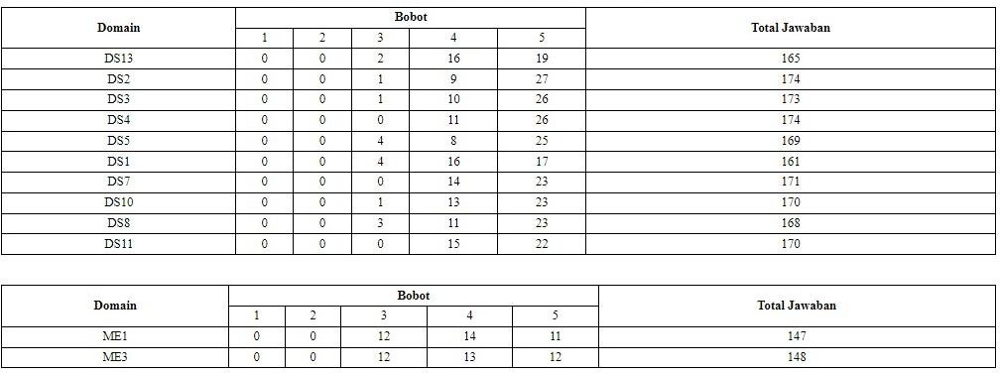 Domain Bobot Total Jawaban
1 2 3 4 5
DS13 0 0 2 16 19 165
DS2 0 0 1 9 27 174
DS3 0 0 1 10 26 173
DS4 0 0 0 11 26 174
DS5 0 0 4 8 25 169
DS1 0 0 4 16 17 161
DS7 0 0 0 14 23 171
DS10 0 0 1 13 23 170
DS8 0 0 3 11 23 168
DS11 0 0 0 15 22 170
Domain Bobot Total Jawaban
1 2 3 4 5
ME1 0 0 12 14 11 147
ME3 0 0 12 13 12 148